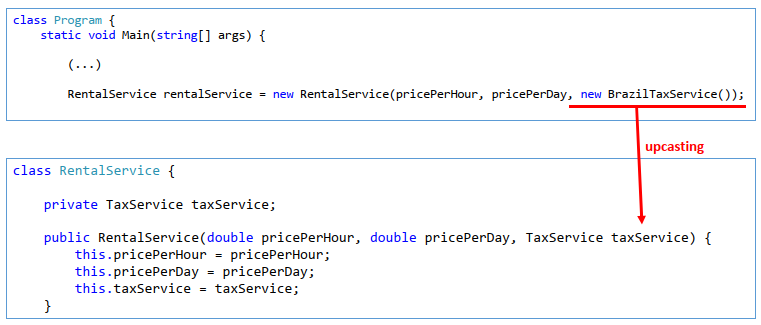 class Program {
static void Main(string[] args) {
(...)
RentalService rentalService = new RentalService(pricePerHour, pricePerDay, new BrazilTaxService());
upcasting
class RentalService {
private TaxService taxService;
public RentalService(double pricePerHour, double pricePerDay, TaxService taxService) {
this.pricePerHour = pricePerHour;
this.pricePerDay = pricePerDay;
this.taxService = taxService;
}